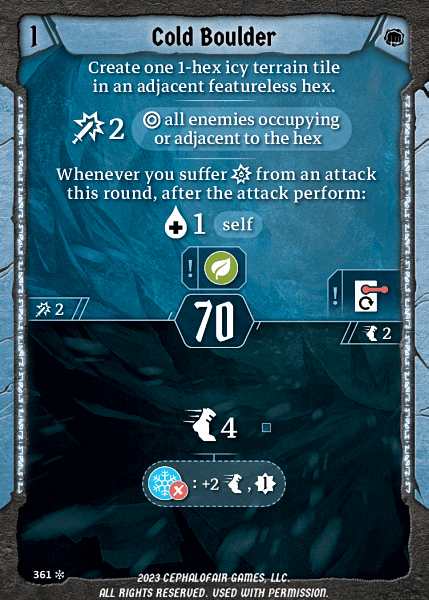 1
Cold Boulder
Create one 1-hex icy terrain tile
in an adjacent featureless hex.
2 all enemies occupying
or adjacent to the hex
Whenever you suffer from an attack
this round, after the attack perform:
1 self
! !
2 70 2
4
: +2 ,
361
2023 CEPHALOFAIR GAMES, LLC.
ALL RIGHTS RESERVED. USED WITH PERMISSION.